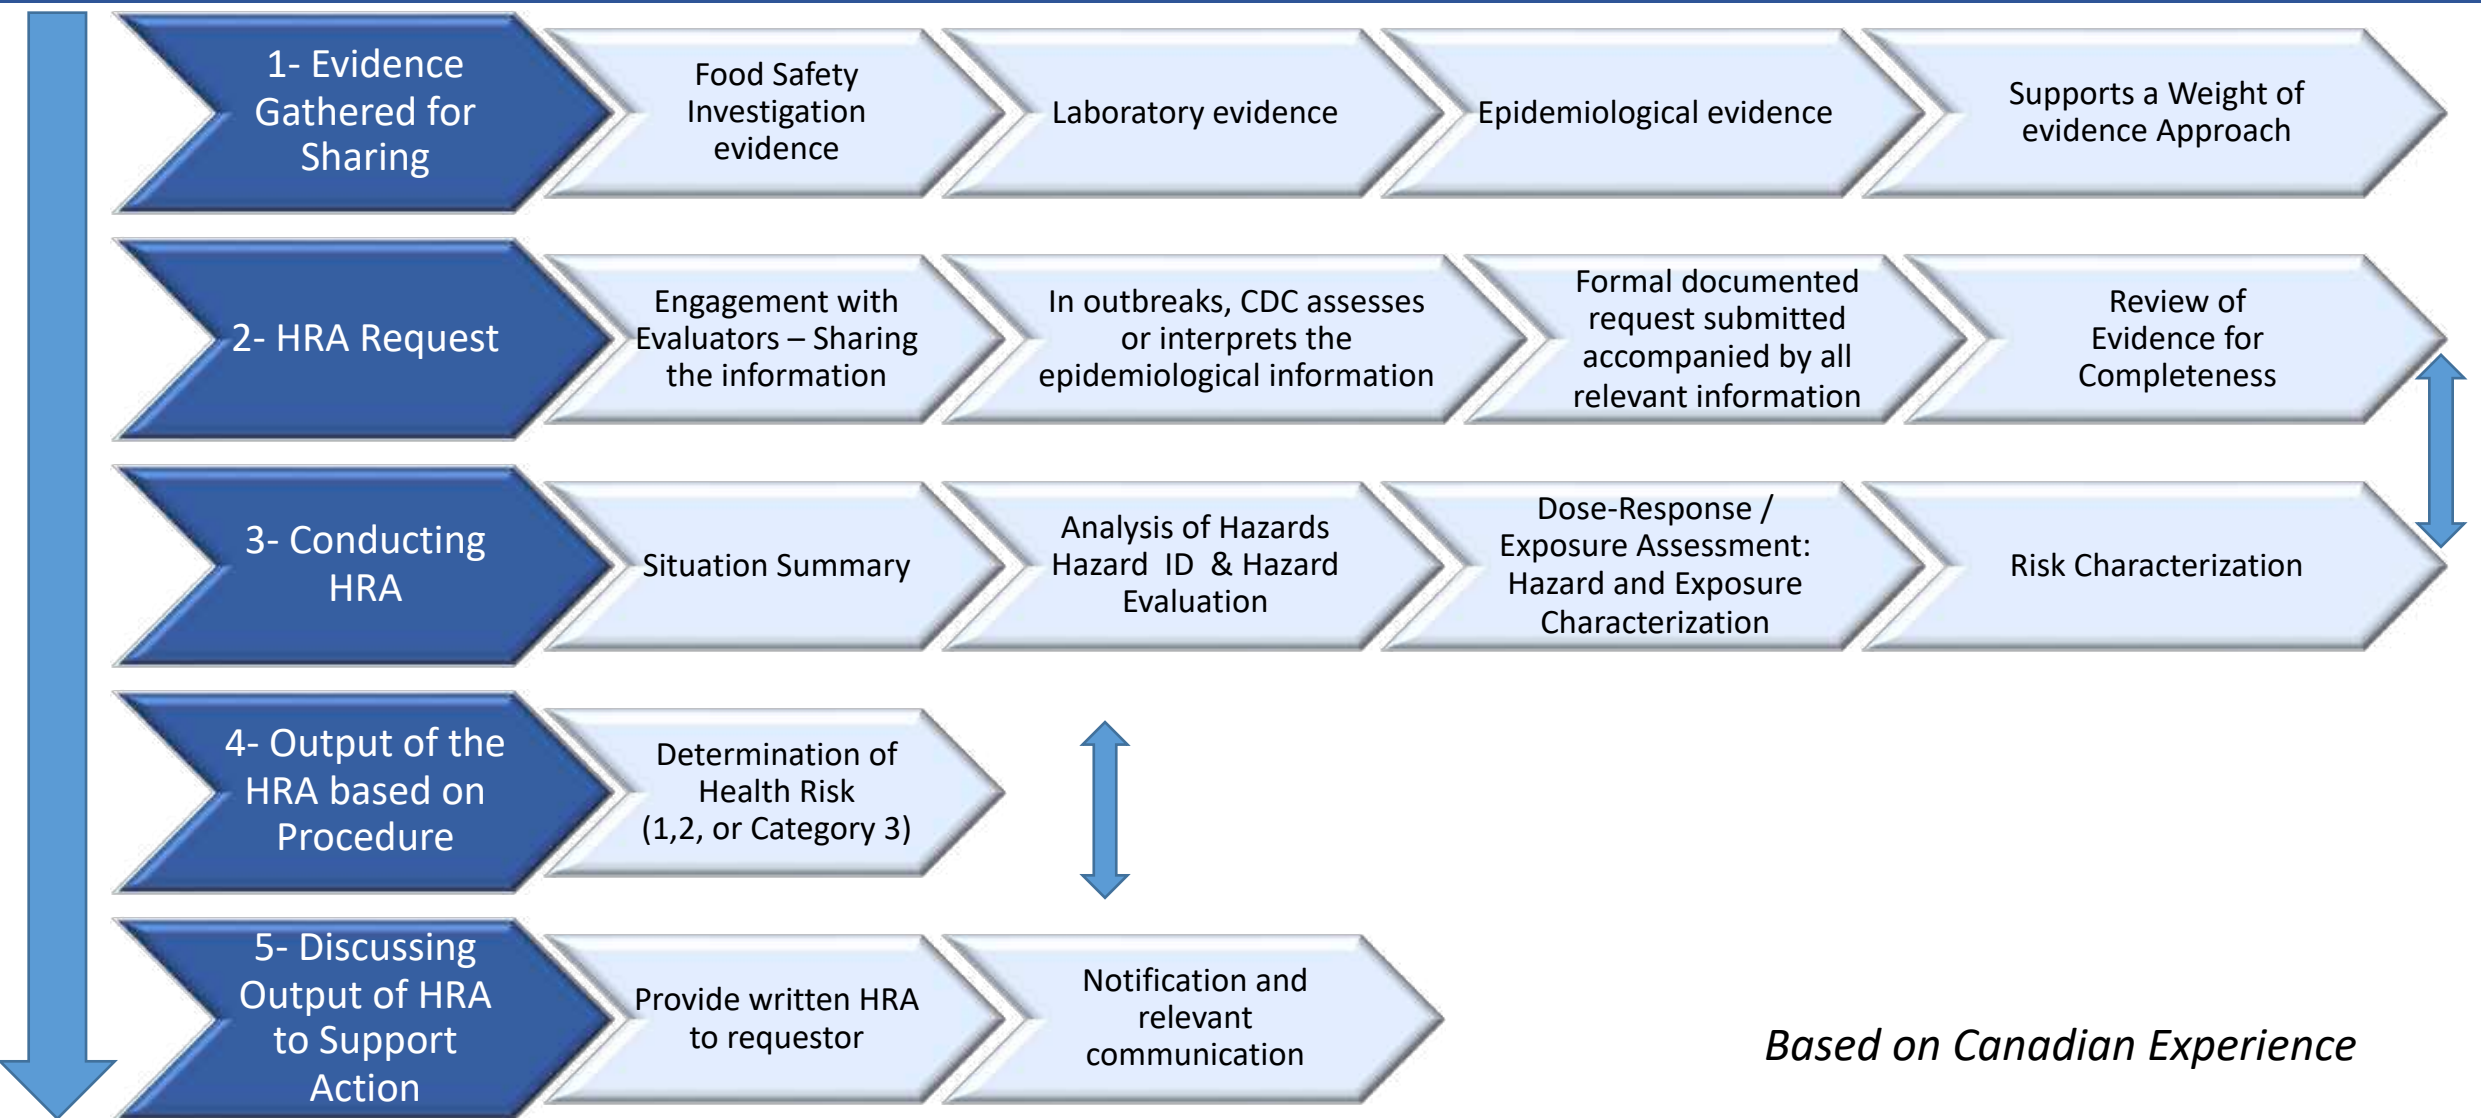 1- Evidence
Gathered for
Sharing
Food Safety
Investigation
evidence
Laboratory evidence
Epidemiological evidence
Supports a Weight of
evidence Approach
2- HRA Request
Engagement with
Evaluators – Sharing
the information
In outbreaks, CDC assesses
or interprets the
epidemiological information
Formal documented
request submitted
accompanied by all
relevant information
Review of
Evidence for
Completeness
3- Conducting
HRA
Situation Summary
Analysis of Hazards
Hazard ID & Hazard
Evaluation
Dose-Response /
Exposure Assessment:
Hazard and Exposure
Characterization
Risk Characterization
4- Output of the
HRA based on
Procedure
Determination of
Health Risk
(1,2, or Category 3)
5- Discussing
Output of HRA
to Support
Action
Provide written HRA
to requestor
Notification and
relevant
communication
Based on Canadian Experience